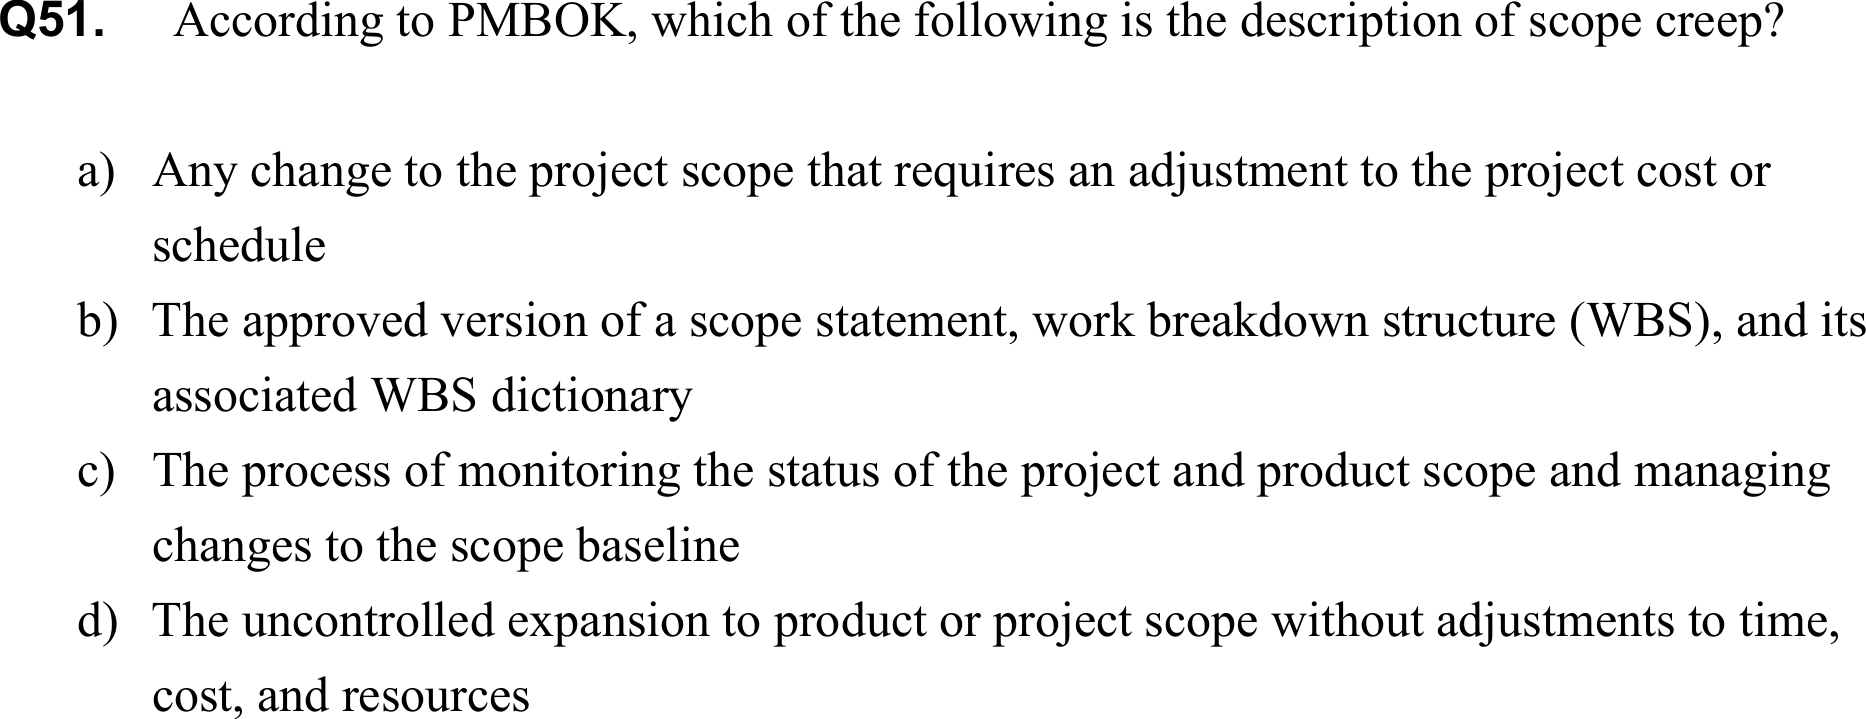 Q51. According to PMBOK, which of the following is the description of scope creep?
a) Any change to the project scope that requires an adjustment to the project cost or
schedule
b) The approved version of a scope statement, work breakdown structure (WBS), and its
associated WBS dictionary
c) The process of monitoring the status of the project and product scope and managing
changes to the scope baseline
d) The uncontrolled expansion to product or project scope without adjustments to time,
cost, and resources